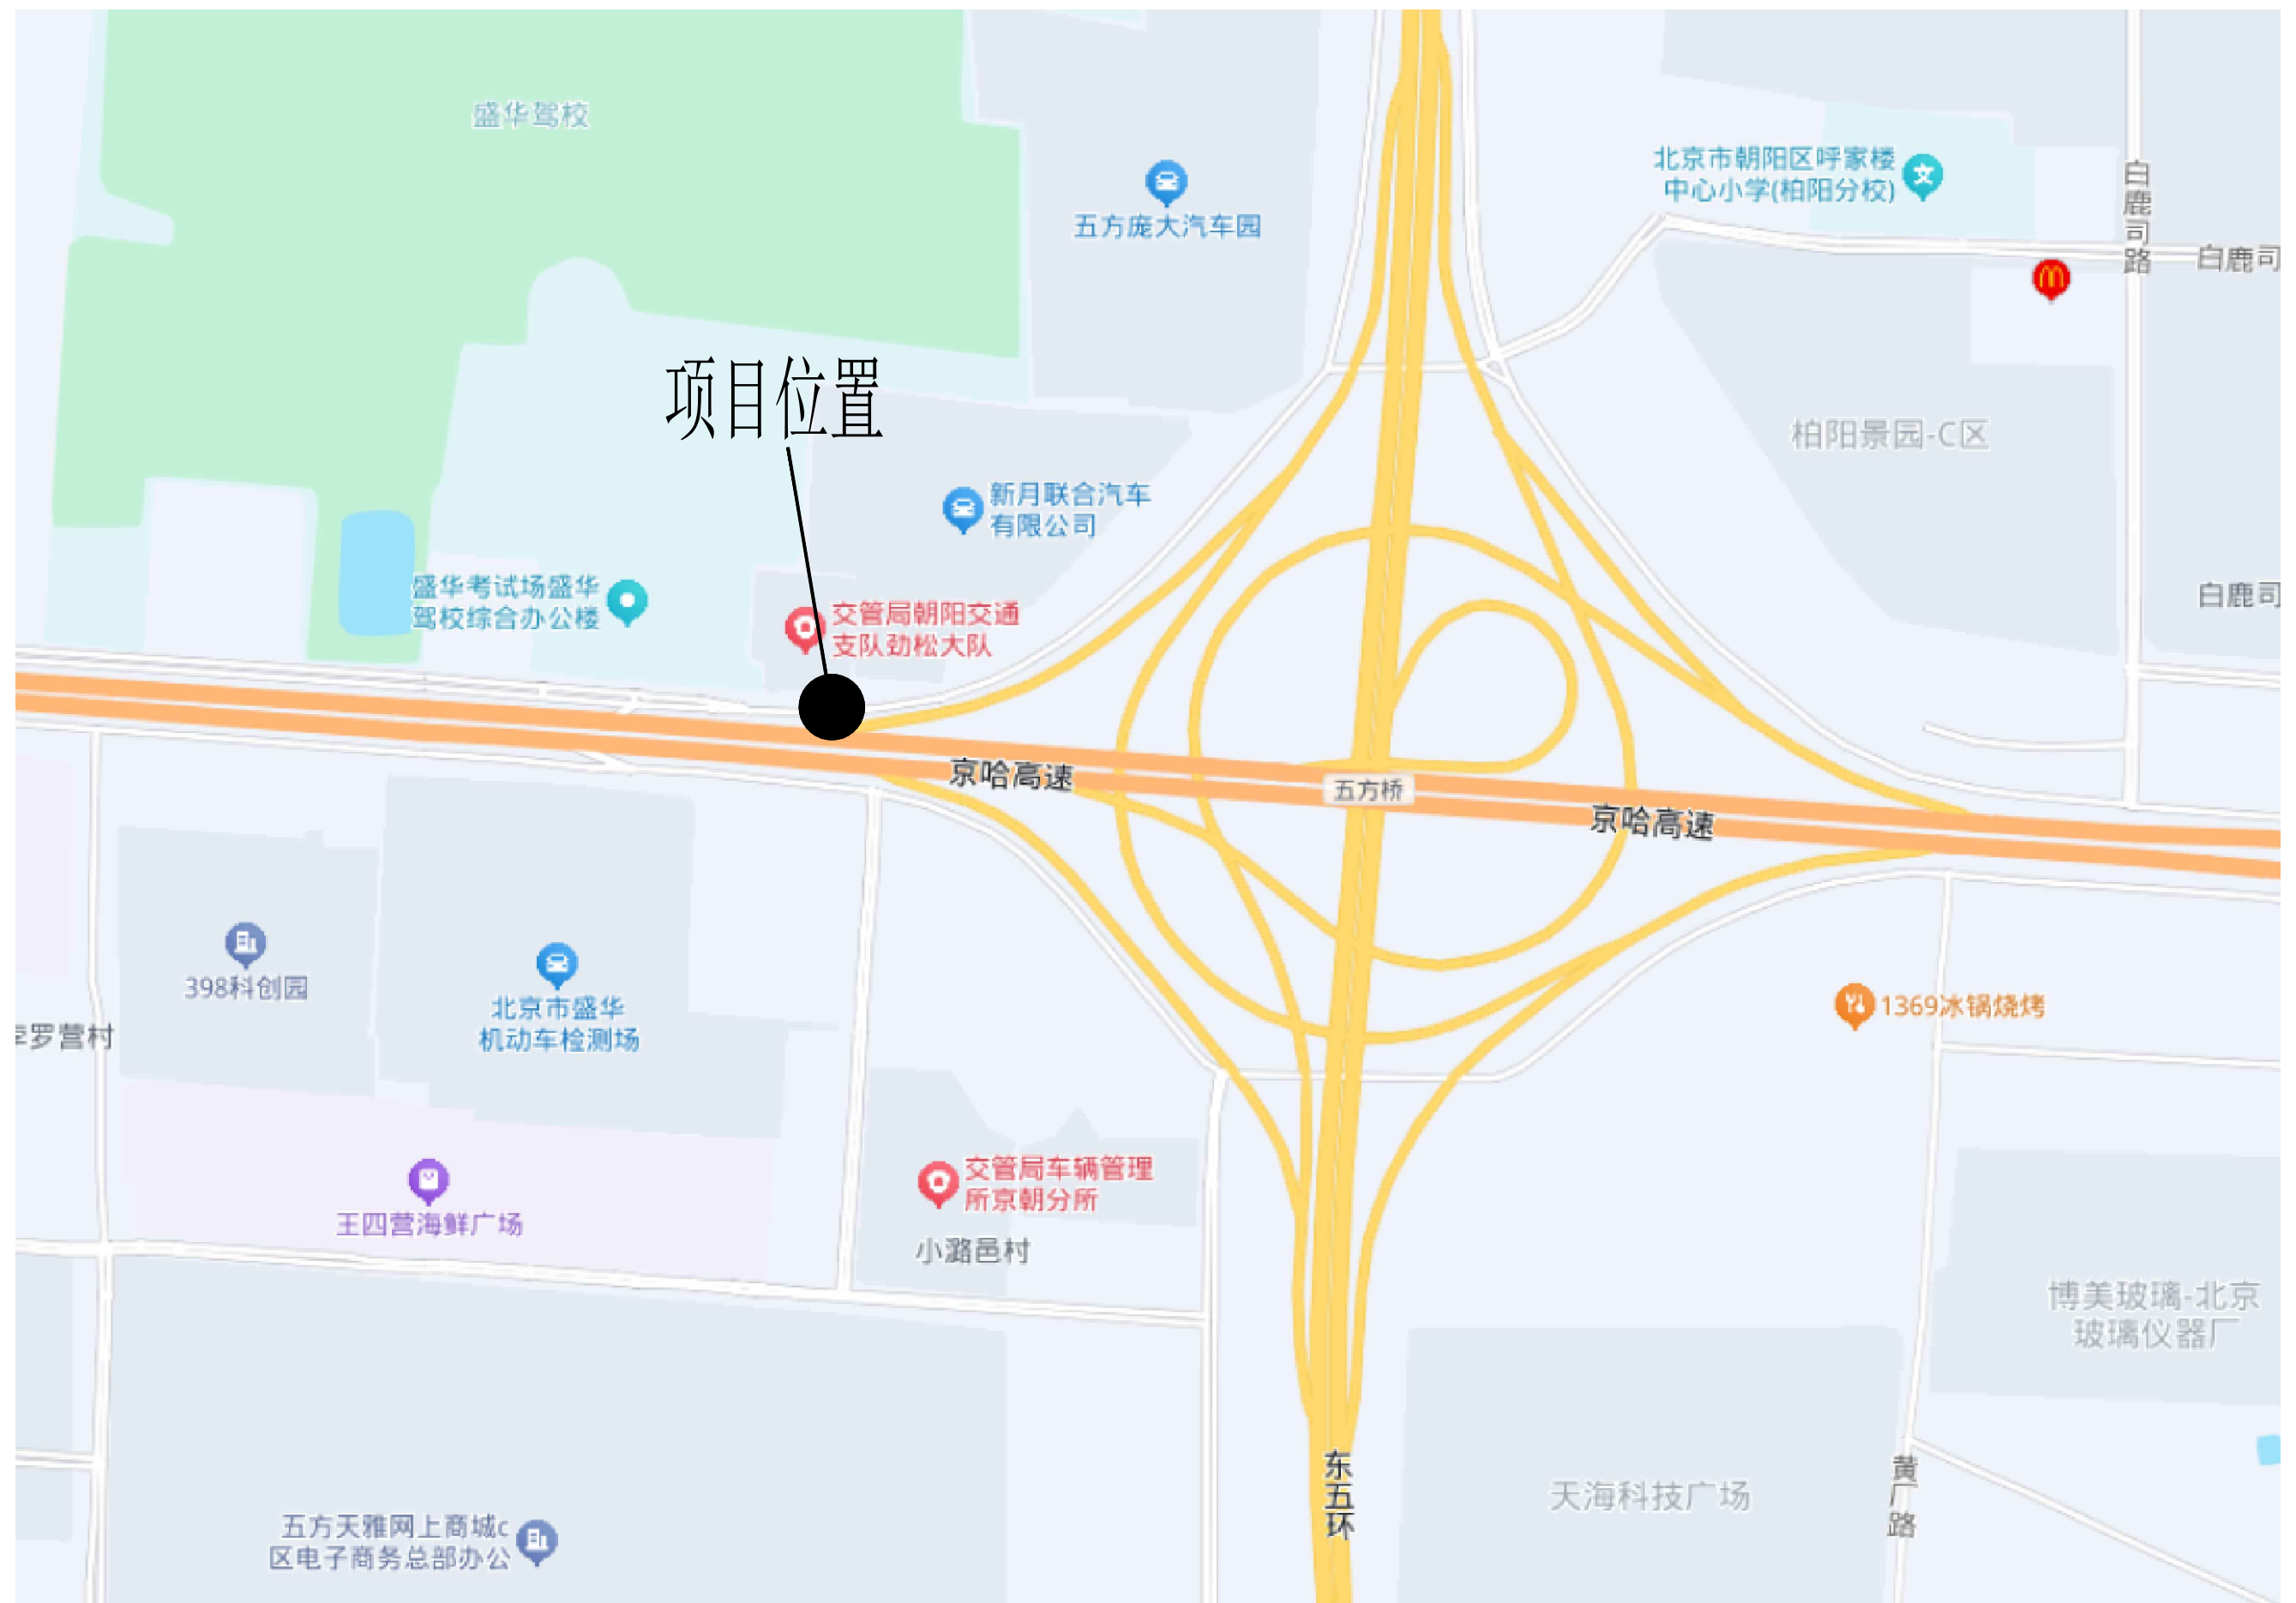 盛华驾校
五方庞大汽车园
北京市朝阳区呼家楼
中心小学(柏阳分校)
白鹿司路
白鹿司
项目位置
柏阳景园-C区
新月联合汽车
有限公司
盛华考试场盛华
驾校综合办公楼
交管局朝阳交通
支队劲松大队
白鹿司
京哈高速
五方桥
京哈高速
398科创园
北京市盛华
机动车检测场
罗营村
1369冰锅烧烤
交管局车辆管理
所京朝分所
王四营海鲜广场
小潞邑村
博美玻璃-北京
玻璃仪器厂
东五环
天海科技广场
黄厂路
五方天雅网上商城c
区电子商务总部办公